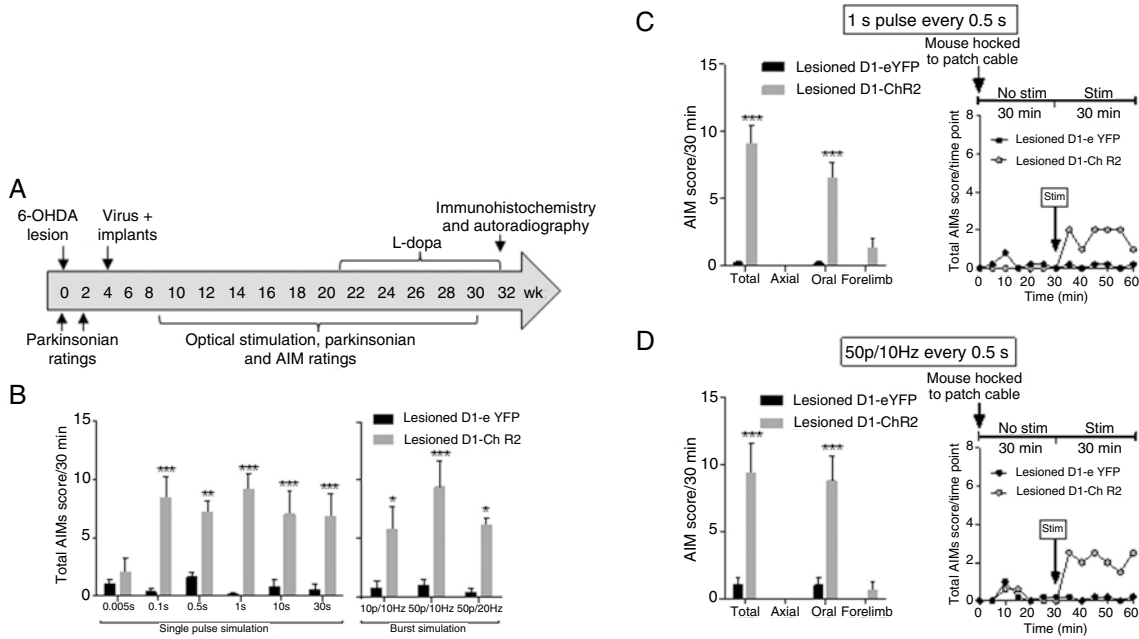 A
6-OHDA
lesion
Virus +
implants
Immunohistochemistry
and autoradiography
L-dopa
0 2 4 6 8 10 12 14 16 18 20 22 24 26 28 30 32 wk
Parkinsonian
ratings
Optical stimulation, parkinsonian
and AIM ratings
B
Total AIMs score/30 min
15
10
5
0
Lesioned D1-e YFP
Lesioned D1-Ch R2
*** ** *** *** ***
* *** *
0.005s 0.1s 0.5s 1s 10s 30s
10p/10Hz 50p/10Hz 50p/20Hz
Single pulse simulation
Burst simulation
C
1 s pulse every 0.5 s
AIM score/30 min
15
10
5
0
Lesioned D1-eYFP
Lesioned D1-ChR2
***
***
Total Axial Oral Forelimb
Mouse hocked
to patch cable
No stim Stim
30 min 30 min
Total AIMs score/time point
8
6
4
2
0
Lesioned D1-e YFP
Lesioned D1-Ch R2
Stim
0 10 20 30 40 50 60
Time (min)
D
50p/10Hz every 0.5 s
AIM score/30 min
15
10
5
0
Lesioned D1-eYFP
Lesioned D1-ChR2
***
***
Total Axial Oral Forelimb
Mouse hocked
to patch cable
No stim Stim
30 min 30 min
Total AIMs score/time point
8
6
4
2
0
Lesioned D1-e YFP
Lesioned D1-Ch R2
Stim
0 10 20 30 40 50 60
Time (min)